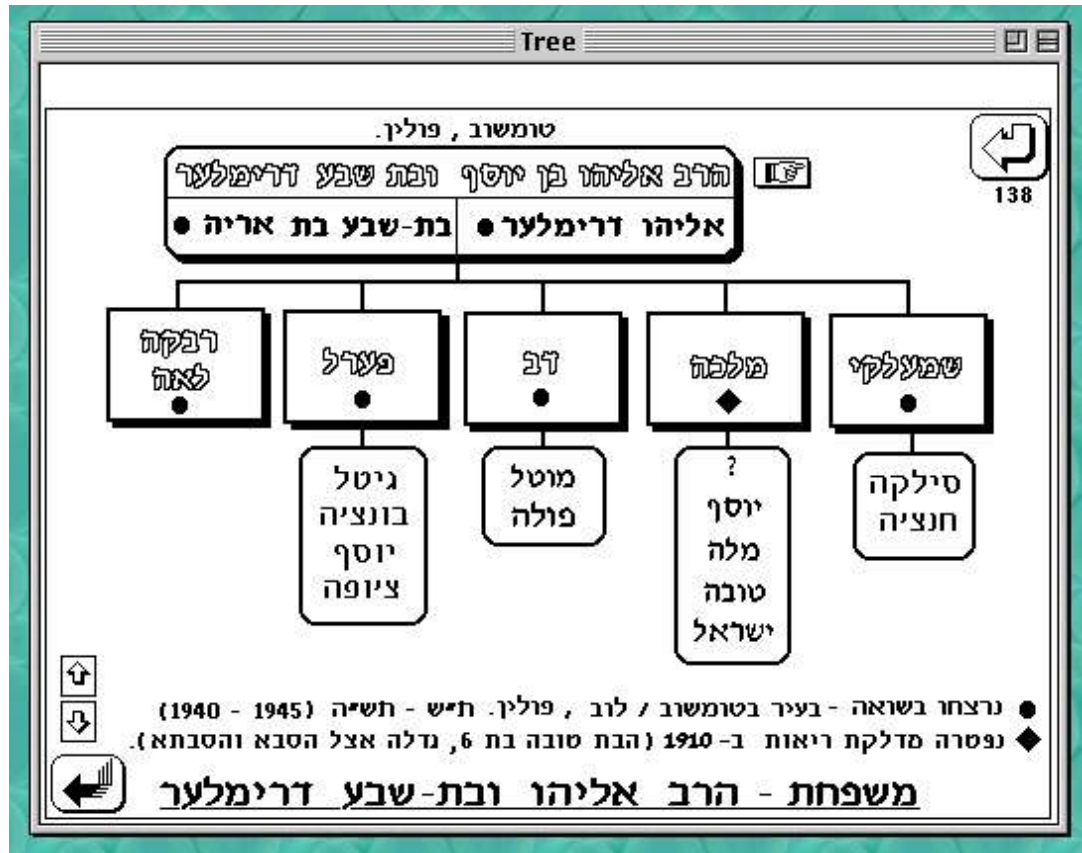 Tree
138
טומשוב , פולין.
הרב אליהו בן יוסף ובת שבע דרימלער
אליהו דרימלער ● בת-שבע בת אריה ●
שמעלקי
מלכה
דב
פערל
רבקה
לאה
סילקה
חנציה
?
יוסף
מלה
טובה
ישראל
מוטל
פולה
גיטל
בונציה
יוסף
ציופה
● נרצחו בשואה - בעיר בטומשוב / לוב , פולין. ת״ש - תש״ה (1945 - 1940)
◆ נפטרה מדלקת ריאות ב- 1910 (הבת טובה בת 6, גדלה אצל הסבא והסבתא).
משפחת - הרב אליהו ובת-שבע דרימלער